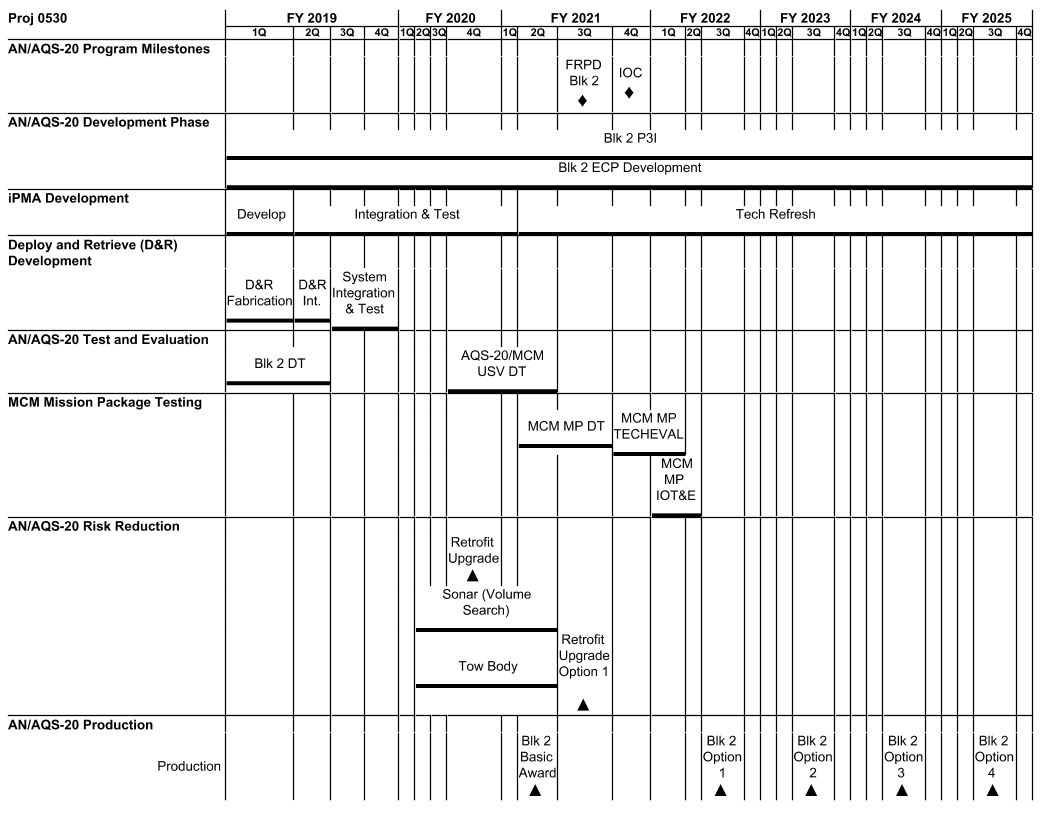 Proj 0530
FY 2019 FY 2020 FY 2021 FY 2022 FY 2023 FY 2024 FY 2025
1Q 2Q 3Q 4Q 1Q 2Q 3Q 4Q 1Q 2Q 3Q 4Q 1Q 2Q 3Q 4Q 1Q 2Q 3Q 4Q 1Q 2Q 3Q 4Q 1Q 2Q 3Q 4Q
AN/AQS-20 Program Milestones
FRPD
Blk 2
IOC
AN/AQS-20 Development Phase
Blk 2 P3I
Blk 2 ECP Development
iPMA Development
Develop
Integration & Test
Tech Refresh
Deploy and Retrieve (D&R)
Development
D&R
Fabrication
D&R
Int.
System
Integration
& Test
AN/AQS-20 Test and Evaluation
Blk 2 DT
AQS-20/MCM
USV DT
MCM Mission Package Testing
MCM MP DT
MCM MP
TECHEVAL
MCM
MP
IOT&E
AN/AQS-20 Risk Reduction
Retrofit
Upgrade
Sonar (Volume
Search)
Tow Body
Retrofit
Upgrade
Option 1
AN/AQS-20 Production
Production
Blk 2
Basic
Award
Blk 2
Option
1
Blk 2
Option
2
Blk 2
Option
3
Blk 2
Option
4